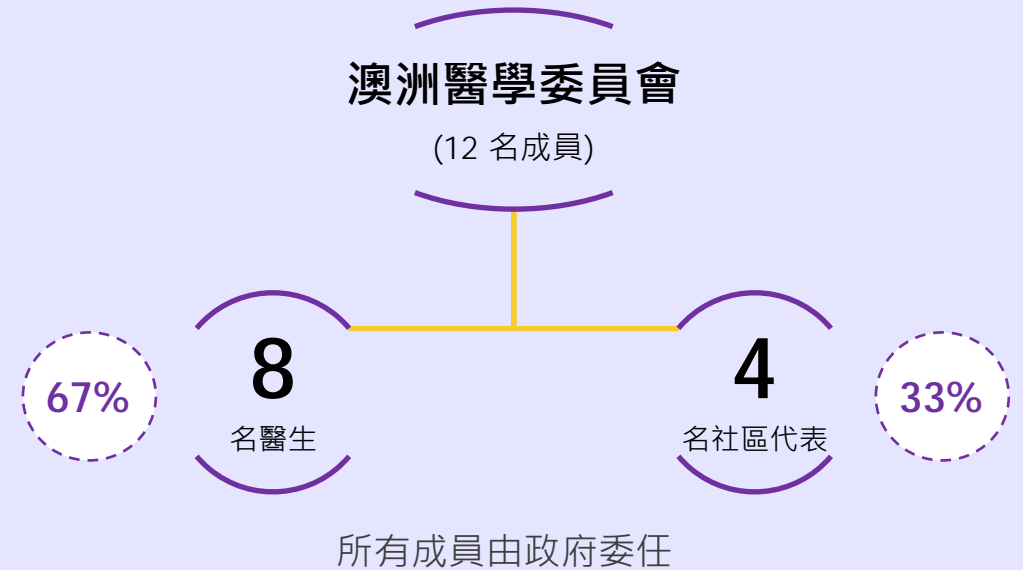 澳洲醫學委員會
(12 名成員)
67%
8
名醫生
4
名社區代表
33%
所有成員由政府委任